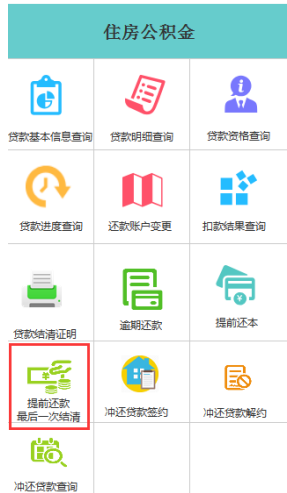 住房公积金
贷款基本信息查询
贷款明细查询
贷款资格查询
贷款进度查询
还款账户变更
扣款结果查询
贷款结清证明
逾期还款
提前还本
提前还款
最后一次结清
冲还贷款签约
冲还贷款解约
冲还贷款查询